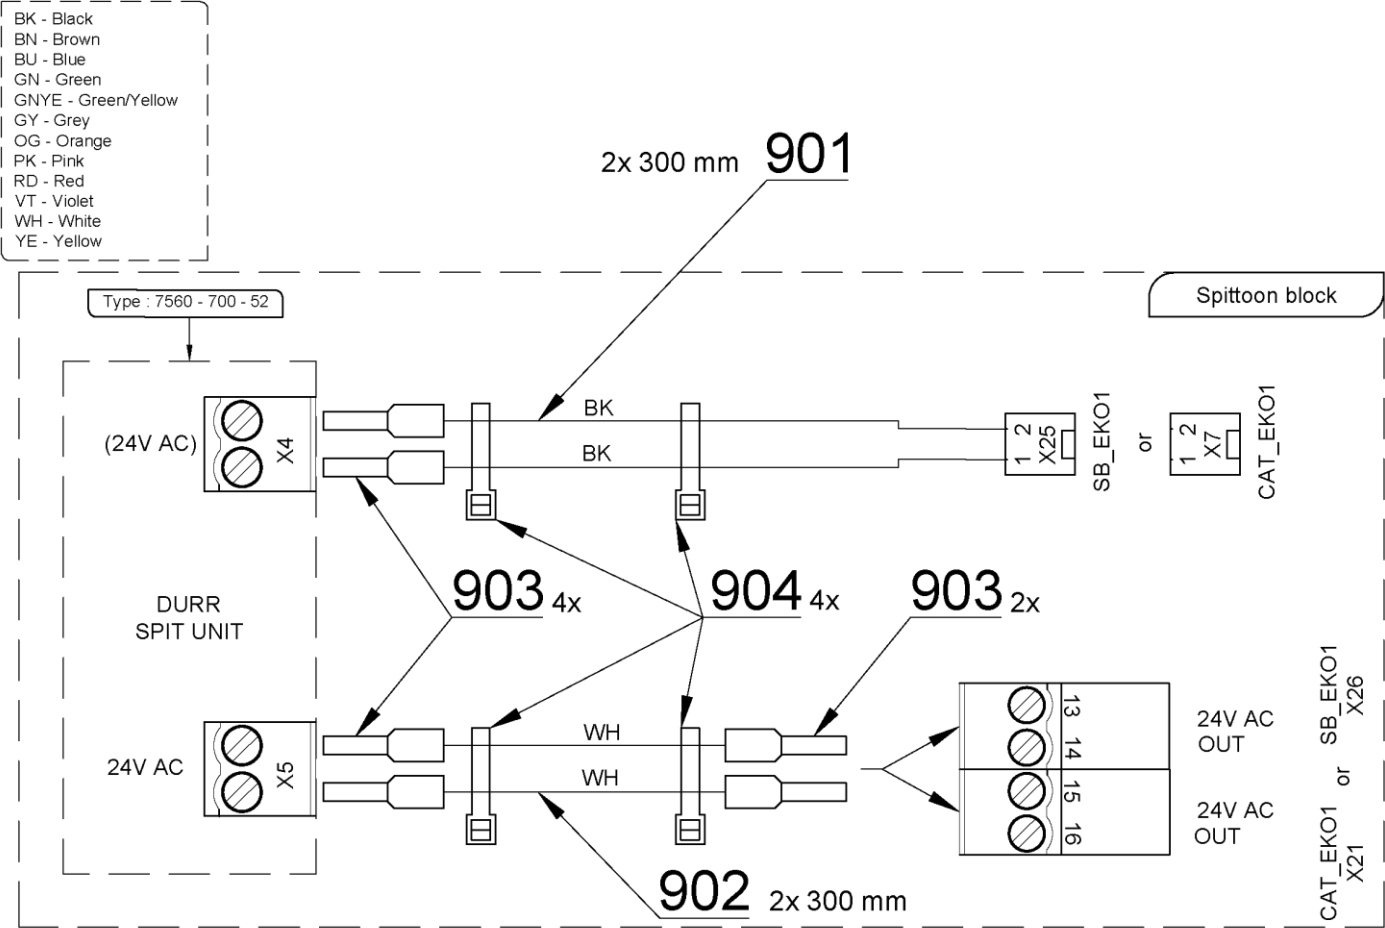 BK - Black
BN - Brown
BU - Blue
GN - Green
GNYE - Green/Yellow
GY - Grey
OG - Orange
PK - Pink
RD - Red
VT - Violet
WH - White
YE - Yellow
2x 300 mm 901
Type : 7560 - 700 - 52
Spittoon block
(24V AC)
X4
BK
BK
1 2
X25
SB_EKO1
or
1 2
X7
CAT_EKO1
903 4x
904 4x
903 2x
DURR
SPIT UNIT
24V AC
X5
WH
WH
13
14
15
16
24V AC
OUT
24V AC
OUT
CAT_EKO1 or SB_EKO1
X21 X26
902 2x 300 mm